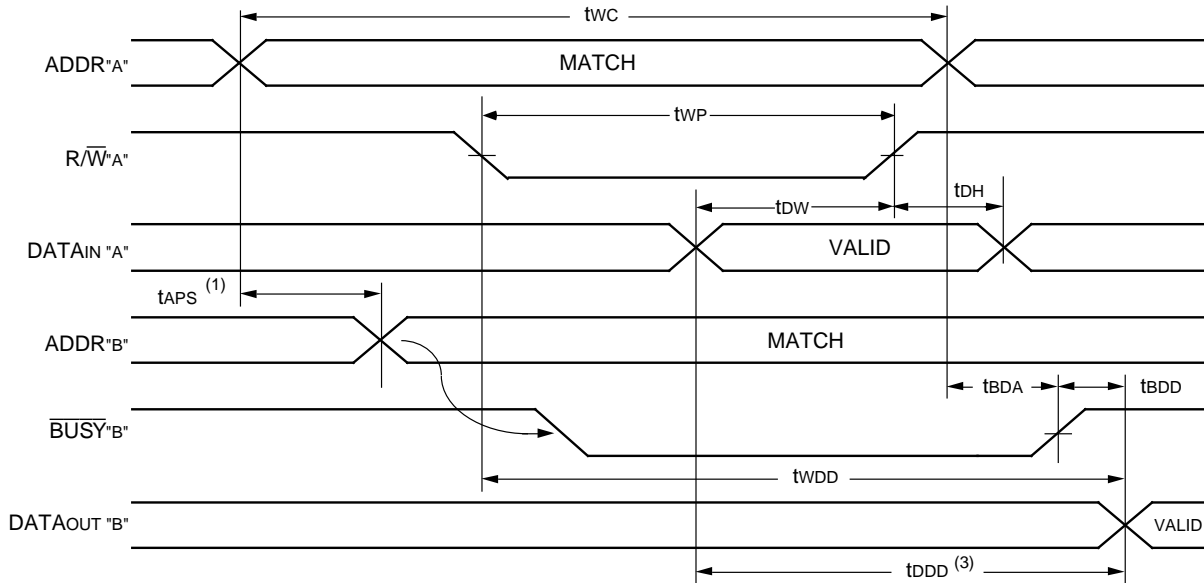 tWC
ADDR"A"
MATCH
tWP
R/W̅"A"
tDW
tDH
DATAIN "A"
VALID
tAPS (1)
ADDR"B"
MATCH
tBDA
tBDD
B̅U̅S̅Y̅"B"
tWDD
DATAOUT "B"
VALID
tDDD (3)